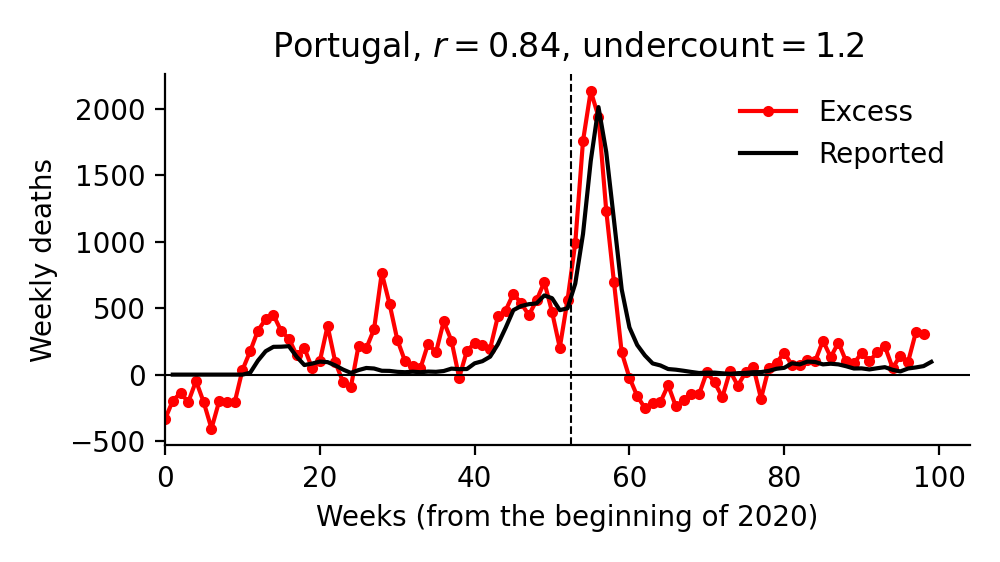 Portugal, r = 0.84, undercount = 1.2
Excess
Reported
Weekly deaths
2000
1500
1000
500
0
−500
0 20 40 60 80 100
Weeks (from the beginning of 2020)